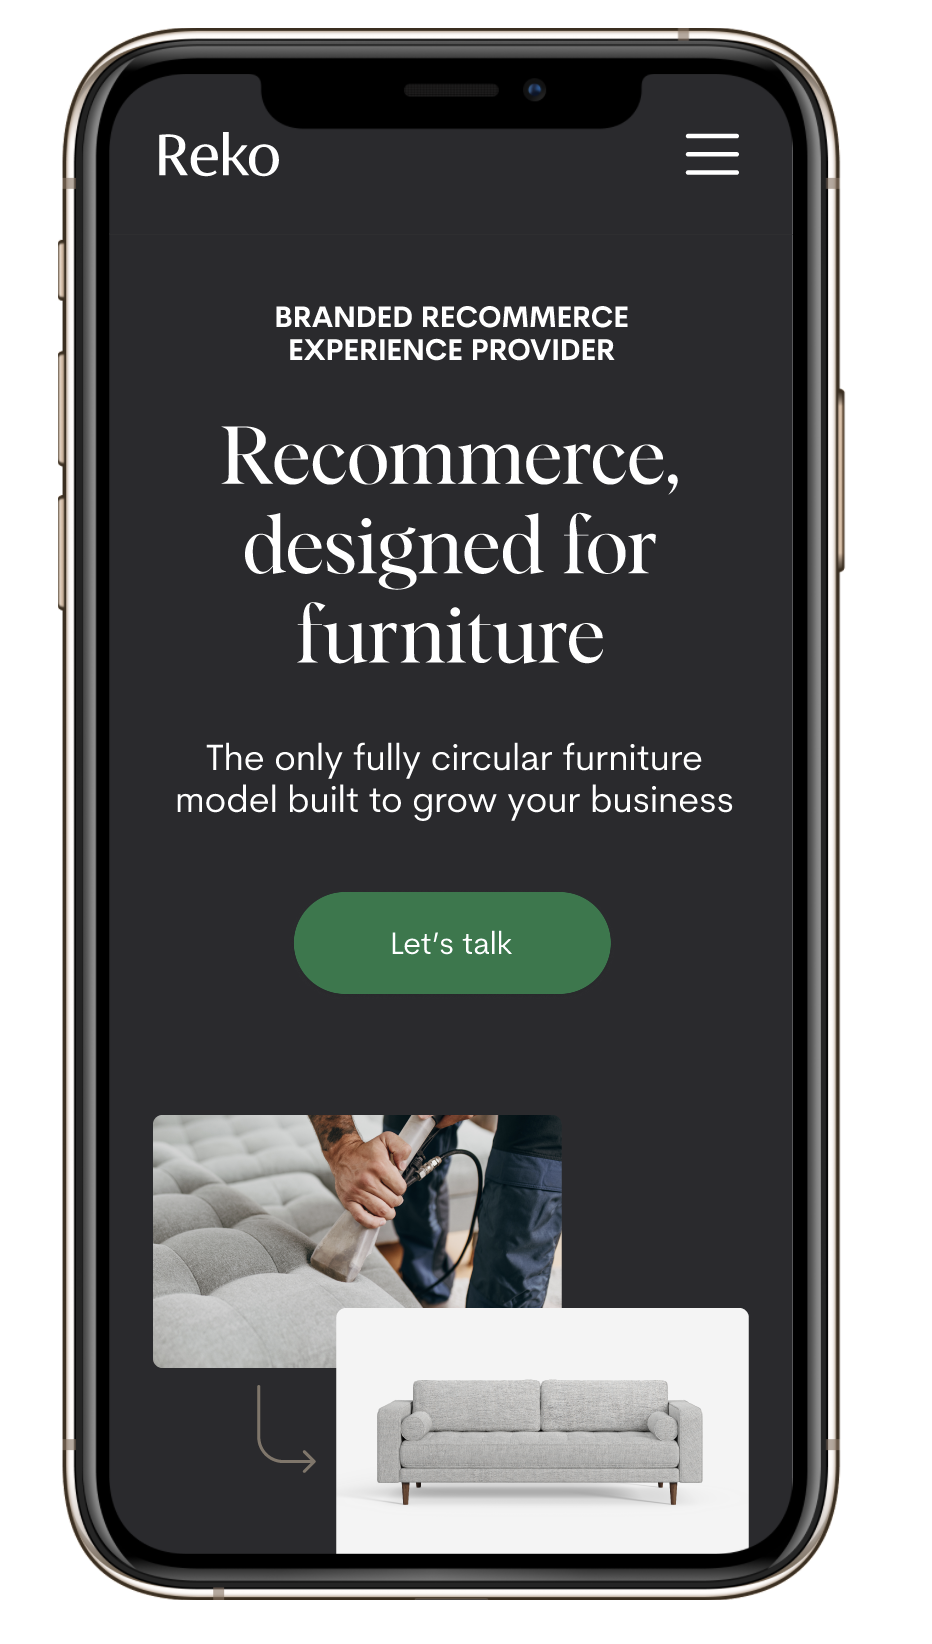 Reko
BRANDED RECOMMERCE
EXPERIENCE PROVIDER
Recommerce,
designed for
furniture
The only fully circular furniture
model built to grow your business
Let’s talk